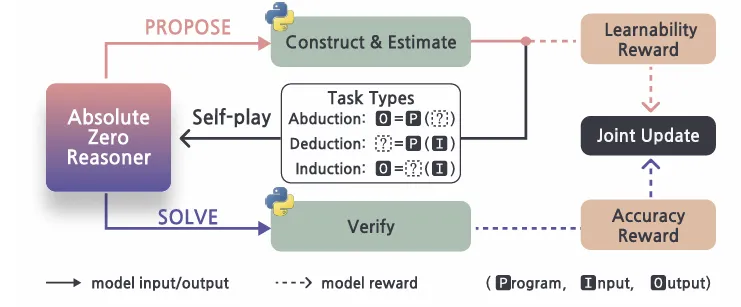 PROPOSE
Construct & Estimate
Learnability
Reward
Absolute
Zero
Reasoner
Self-play
Task Types
Abduction: O=P(?)
Deduction: ?=P(I)
Induction: O=?(I)
Joint Update
SOLVE
Verify
Accuracy
Reward
model input/output
model reward
(Program, Input, Output)